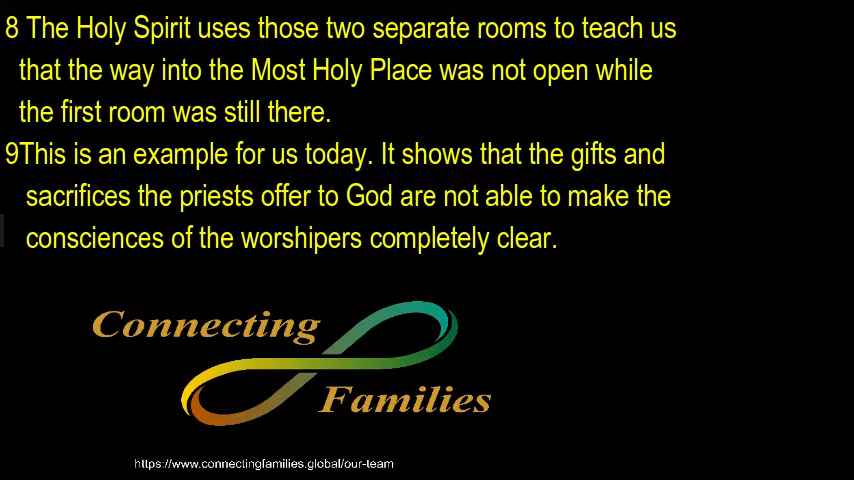 8 The Holy Spirit uses those two separate rooms to teach us
that the way into the Most Holy Place was not open while
the first room was still there.
9This is an example for us today. It shows that the gifts and
sacrifices the priests offer to God are not able to make the
consciences of the worshipers completely clear.
Connecting
Families
https://www.connectingfamilies.global/our-team